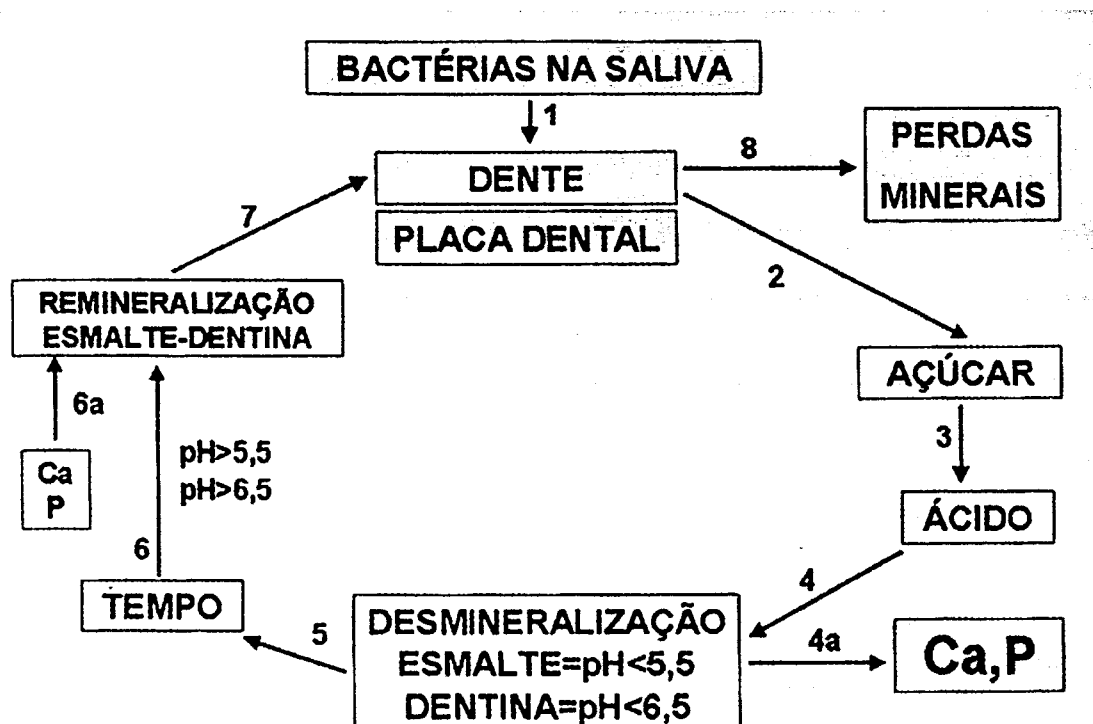 BACTÉRIAS NA SALIVA
1
DENTE
PLACA DENTAL
8
PERDAS
MINERAIS
2
AÇÚCAR
3
ÁCIDO
4
DESMINERALIZAÇÃO
ESMALTE=pH<5,5
DENTINA=pH<6,5
4a
Ca,P
5
TEMPO
6
pH>5,5
pH>6,5
6a
Ca
P
REMINERALIZAÇÃO
ESMALTE-DENTINA
7